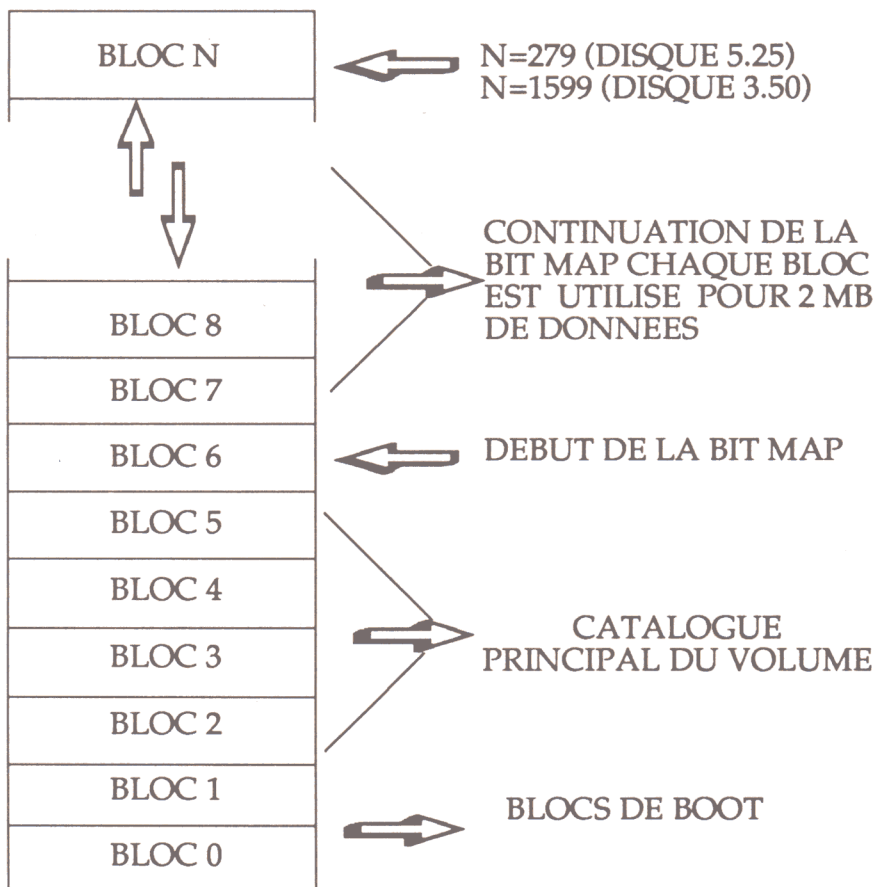 BLOC N
N=279 (DISQUE 5.25)
N=1599 (DISQUE 3.50)
CONTINUATION DE LA
BIT MAP CHAQUE BLOC
EST UTILISE POUR 2 MB
DE DONNEES
BLOC 8
BLOC 7
BLOC 6
DEBUT DE LA BIT MAP
BLOC 5
BLOC 4
BLOC 3
BLOC 2
CATALOGUE
PRINCIPAL DU VOLUME
BLOC 1
BLOC 0
BLOCS DE BOOT